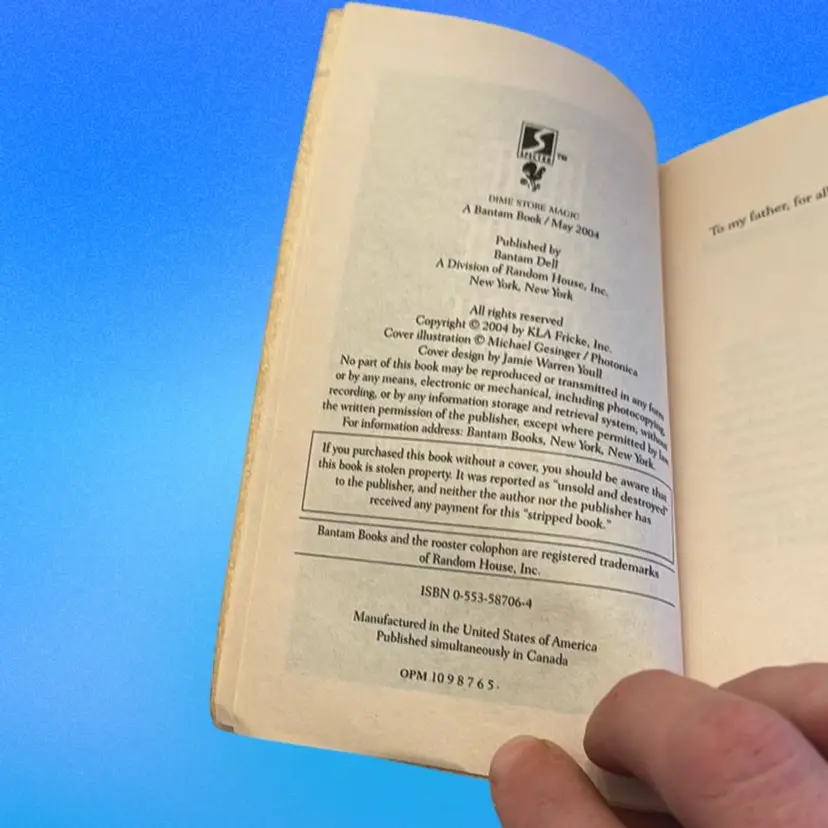 SPECTRA™
DIME STORE MAGIC
A Bantam Book / May 2004
Published by
Bantam Dell
A Division of Random House, Inc.
New York, New York
All rights reserved
Copyright © 2004 by KLA Fricke, Inc.
Cover illustration © Michael Gesinger / Photonica
Cover design by Jamie Warren Youll
No part of this book may be reproduced or transmitted in any form
or by any means, electronic or mechanical, including photocopying,
recording, or by any information storage and retrieval system, without
the written permission of the publisher, except where permitted by law.
For information address: Bantam Books, New York, New York.
If you purchased this book without a cover, you should be aware that
this book is stolen property. It was reported as "unsold and destroyed"
to the publisher, and neither the author nor the publisher has
received any payment for this "stripped book."
Bantam Books and the rooster colophon are registered trademarks
of Random House, Inc.
ISBN 0-553-58706-4
Manufactured in the United States of America
Published simultaneously in Canada
OPM 10 9 8 7 6 5
To my father, for al